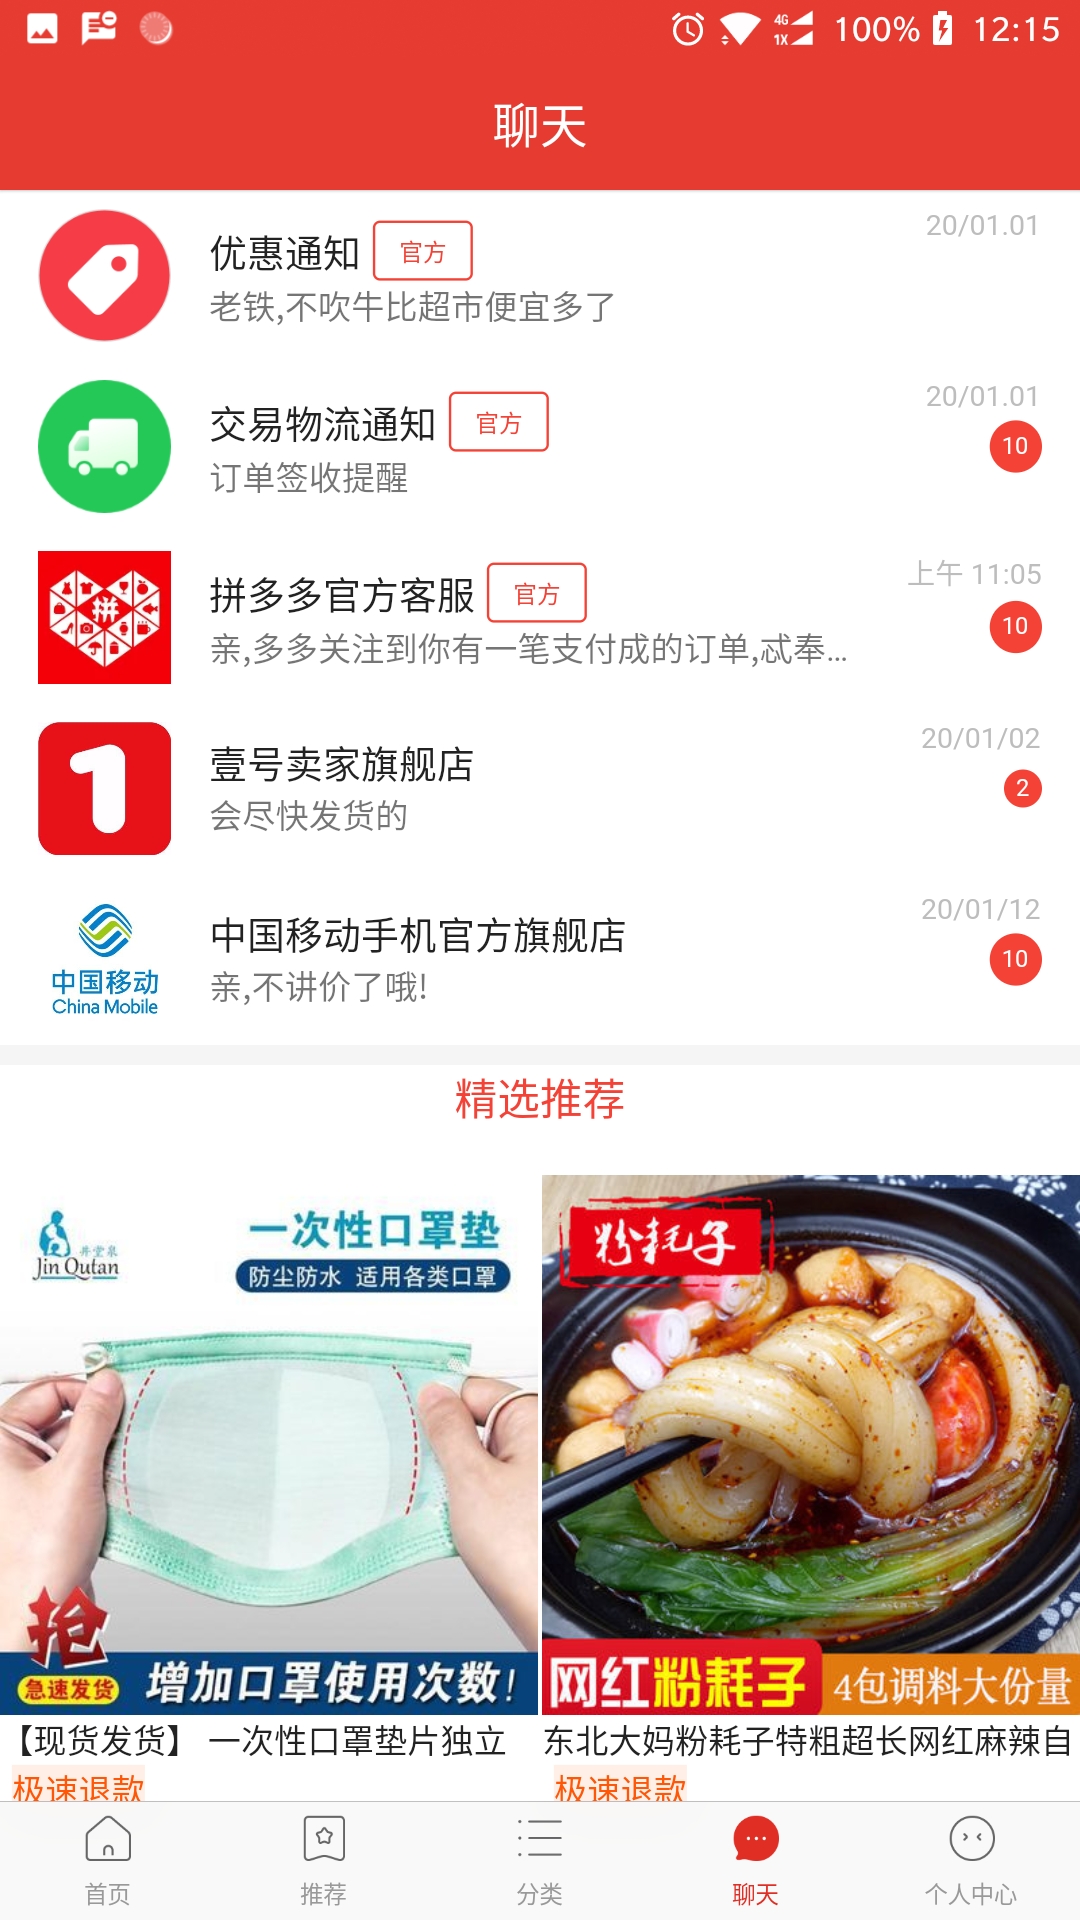 4G
1X
100%
12:15
聊天
优惠通知
官方
20/01.01
老铁,不吹牛比超市便宜多了
交易物流通知
官方
20/01.01
订单签收提醒
10
拼
拼多多官方客服
官方
上午 11:05
亲,多多关注到你有一笔支付成的订单,忒奉...
10
1
壹号卖家旗舰店
20/01/02
会尽快发货的
2
中国移动
China Mobile
中国移动手机官方旗舰店
20/01/12
亲,不讲价了哦!
10
精选推荐
井堂泉
Jin Qutan
一次性口罩垫
防尘防水 适用各类口罩
抢
急速发货
增加口罩使用次数!
粉耗子
网红粉耗子
4包调料大份量
【现货发货】 一次性口罩垫片独立
极速退款
东北大妈粉耗子特粗超长网红麻辣自
极速退款
首页
推荐
分类
聊天
个人中心